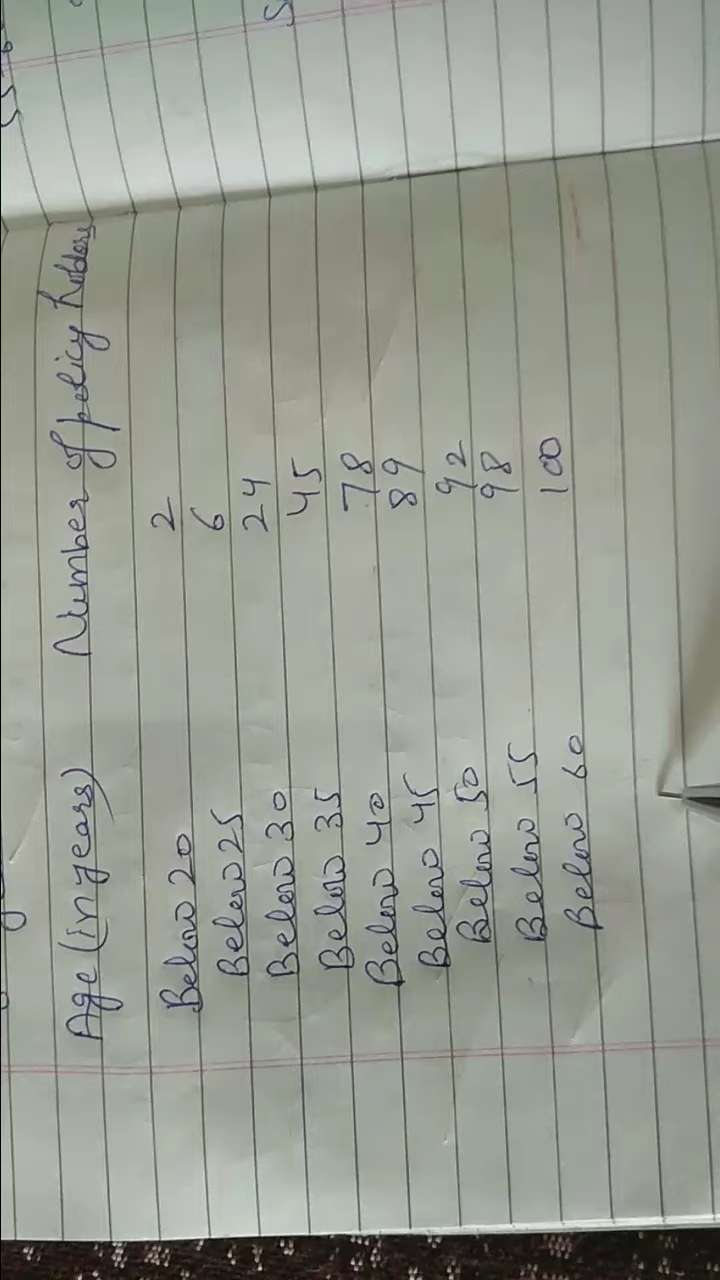 Age (in years) Number of policy holders
Below 20 2
Below 25 6
Below 30 24
Below 35 45
Below 40 78
Below 45 89
Below 50 92
Below 55 98
Below 60 100